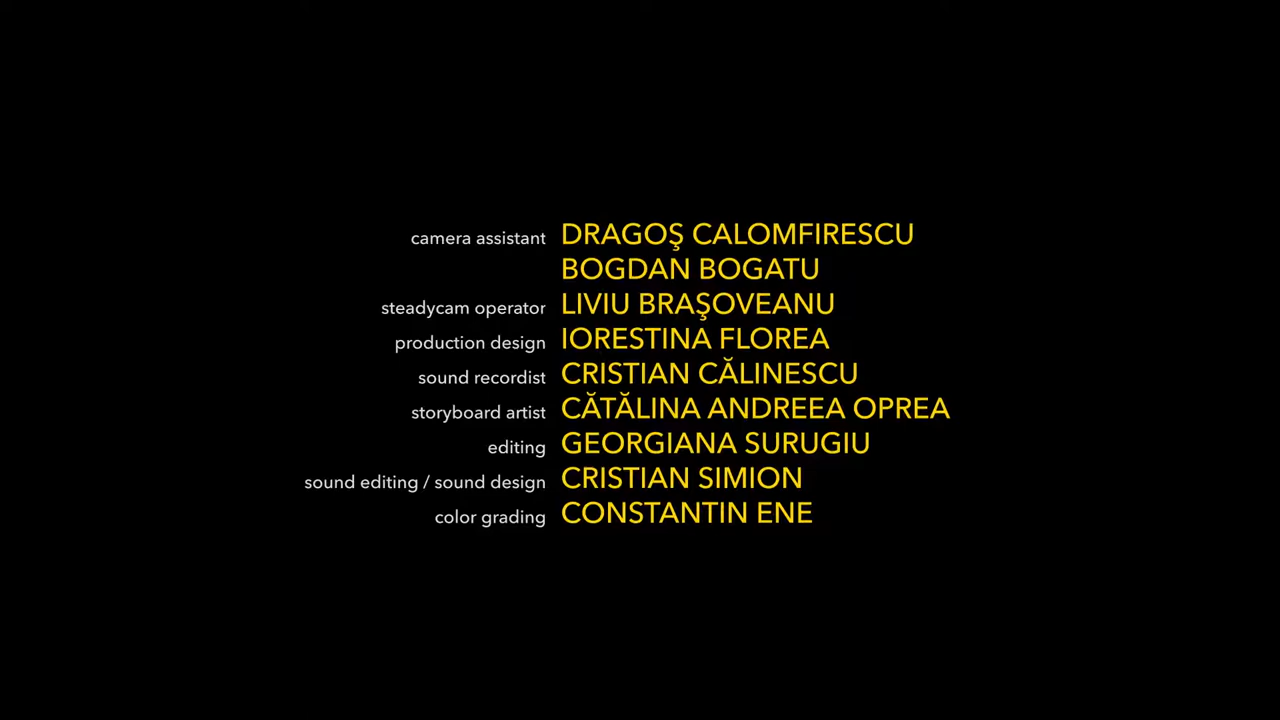 camera assistant DRAGOŞ CALOMFIRESCU
BOGDAN BOGATU
steadycam operator LIVIU BRAŞOVEANU
production design IORESTINA FLOREA
sound recordist CRISTIAN CĂLINESCU
storyboard artist CĂTĂLINA ANDREEA OPREA
editing GEORGIANA SURUGIU
sound editing / sound design CRISTIAN SIMION
color grading CONSTANTIN ENE